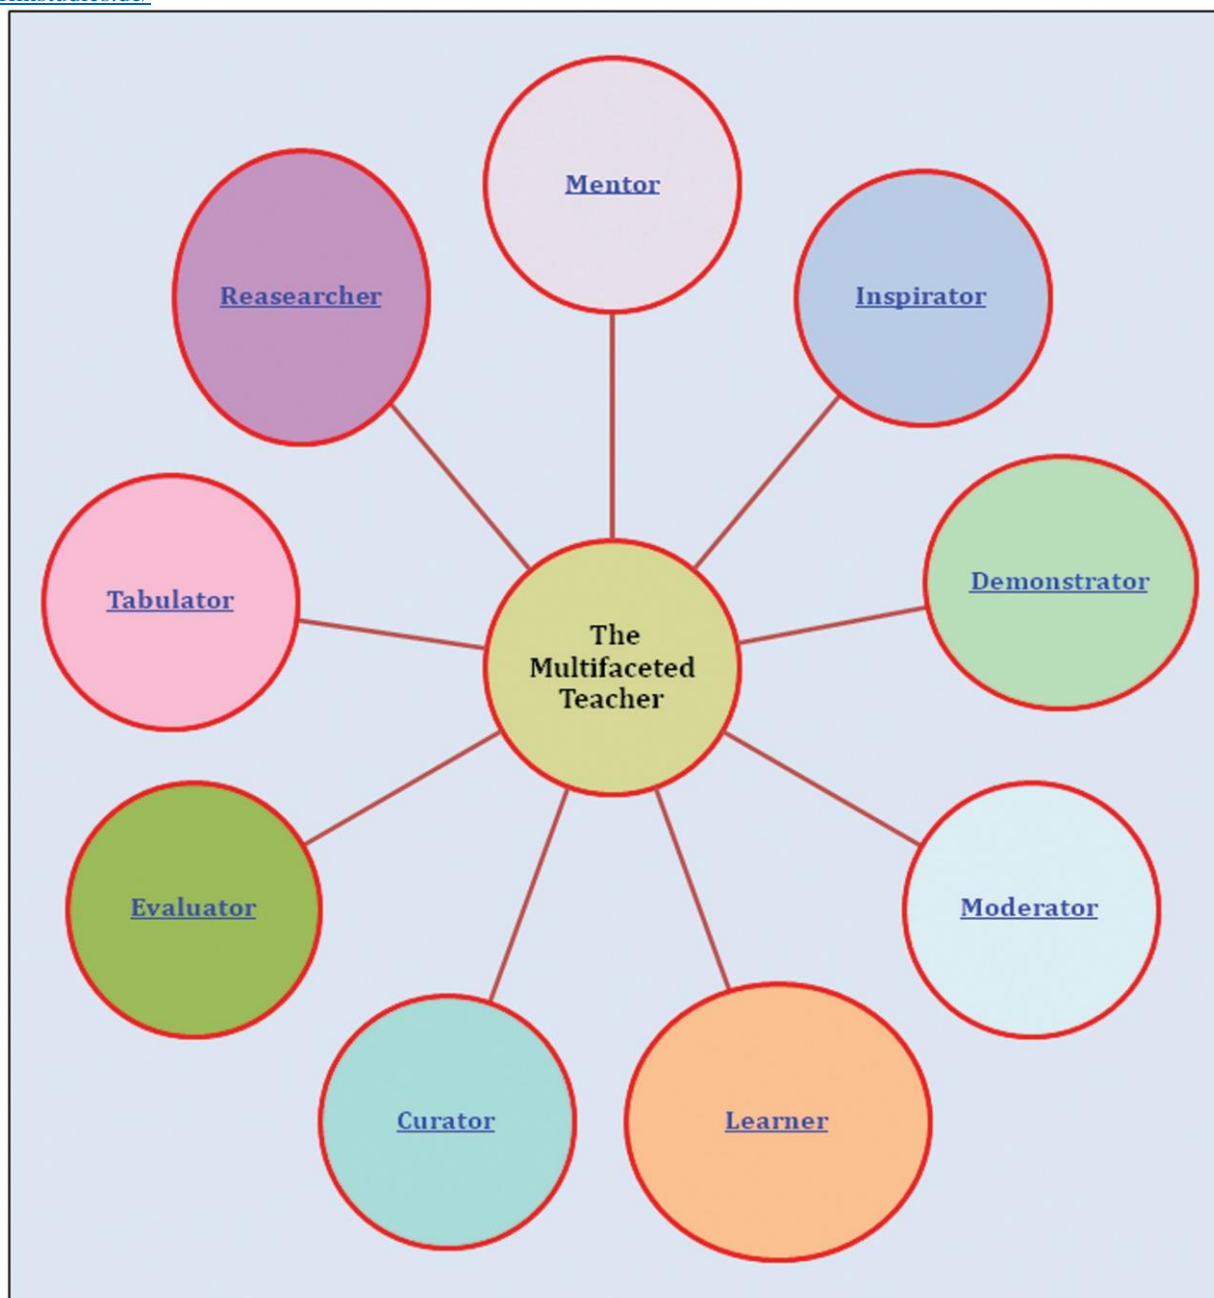 Mentor
Inspirator
Reasearcher
Demonstrator
Tabulator
The
Multifaceted
Teacher
Evaluator
Moderator
Curator
Learner